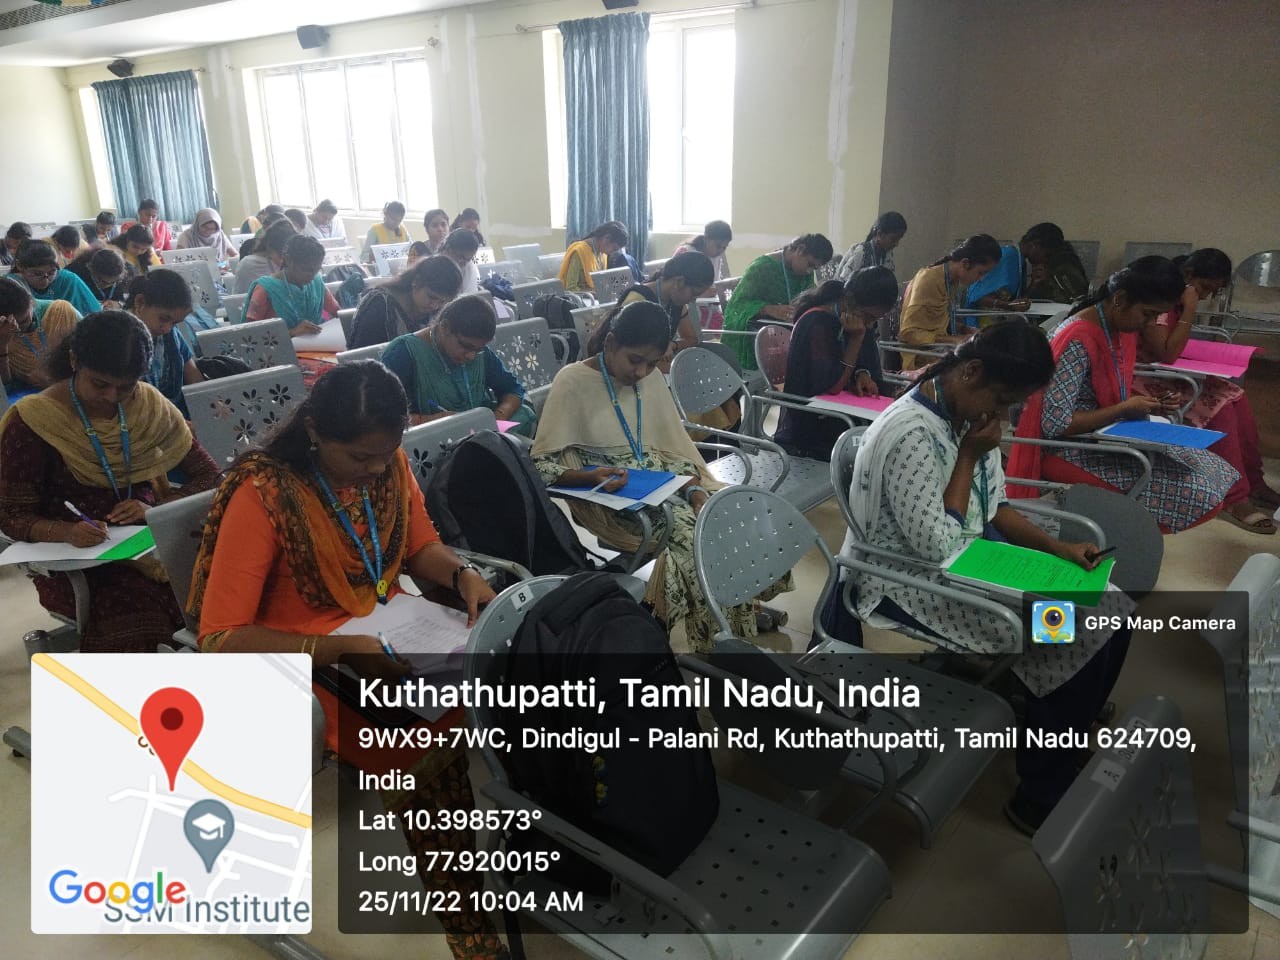 GPS Map Camera
Kuthathupatti, Tamil Nadu, India
9WX9+7WC, Dindigul - Palani Rd, Kuthathupatti, Tamil Nadu 624709,
India
Lat 10.398573°
Long 77.920015°
25/11/22 10:04 AM
Google
SSM Institute
B